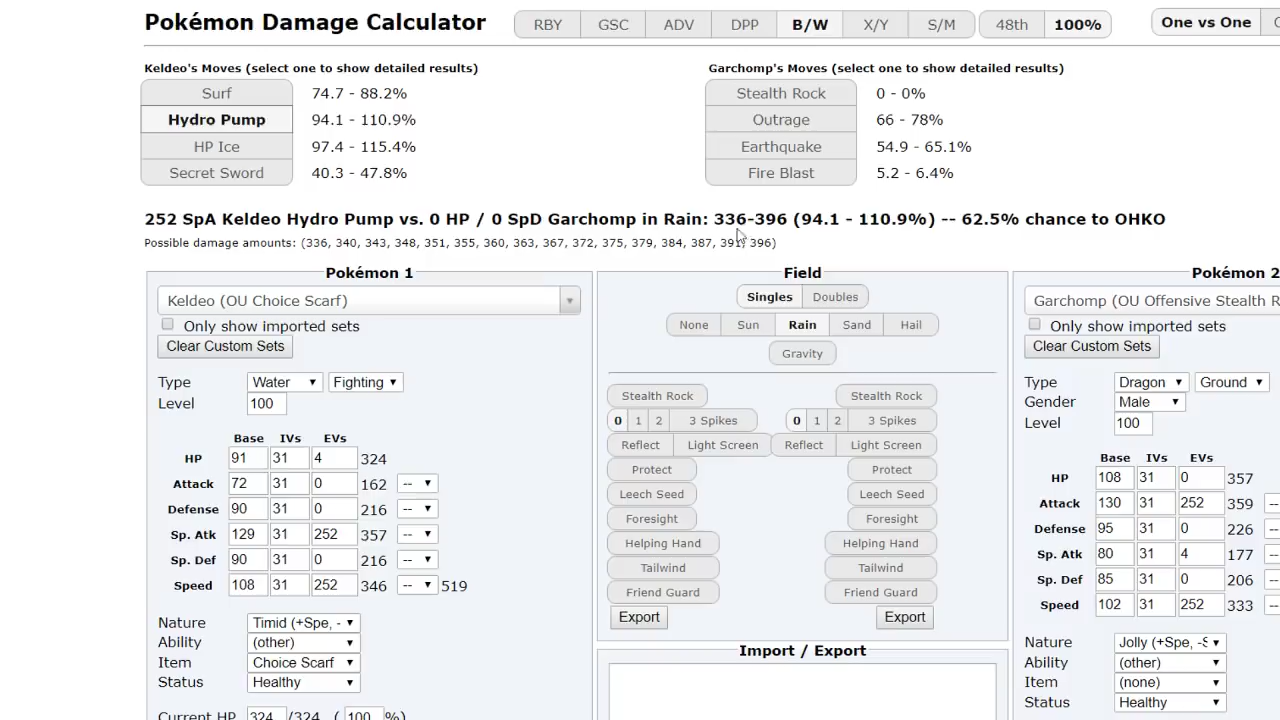 Pokémon Damage Calculator RBY GSC ADV DPP B/W X/Y S/M 48th 100% One vs One
Keldeo's Moves (select one to show detailed results) Garchomp's Moves (select one to show detailed results)
Surf 74.7 - 88.2% Stealth Rock 0 - 0%
Hydro Pump 94.1 - 110.9% Outrage 66 - 78%
HP Ice 97.4 - 115.4% Earthquake 54.9 - 65.1%
Secret Sword 40.3 - 47.8% Fire Blast 5.2 - 6.4%
252 SpA Keldeo Hydro Pump vs. 0 HP / 0 SpD Garchomp in Rain: 336-396 (94.1 - 110.9%) -- 62.5% chance to OHKO
Possible damage amounts: (336, 340, 343, 348, 351, 355, 360, 363, 367, 372, 375, 379, 384, 387, 391, 396)
Pokémon 1
Keldeo (OU Choice Scarf)
Only show imported sets
Clear Custom Sets
Type Water Fighting
Level 100
Base IVs EVs
HP 91 31 4 324
Attack 72 31 0 162 --
Defense 90 31 0 216 --
Sp. Atk 129 31 252 357 --
Sp. Def 90 31 0 216 --
Speed 108 31 252 346 -- 519
Nature Timid (+Spe, -
Ability (other)
Item Choice Scarf
Status Healthy
Current HP 324 /324 ( 100 %)
Field
Singles Doubles
None Sun Rain Sand Hail
Gravity
Stealth Rock Stealth Rock
0 1 2 3 Spikes 0 1 2 3 Spikes
Reflect Light Screen Reflect Light Screen
Protect Protect
Leech Seed Leech Seed
Foresight Foresight
Helping Hand Helping Hand
Tailwind Tailwind
Friend Guard Friend Guard
Export Export
Import / Export
Pokémon 2
Garchomp (OU Offensive Stealth R
Only show imported sets
Clear Custom Sets
Type Dragon Ground
Gender Male
Level 100
Base IVs EVs
HP 108 31 0 357
Attack 130 31 252 359 --
Defense 95 31 0 226 --
Sp. Atk 80 31 4 177 --
Sp. Def 85 31 0 206 --
Speed 102 31 252 333 --
Nature Jolly (+Spe, -S
Ability (other)
Item (none)
Status Healthy